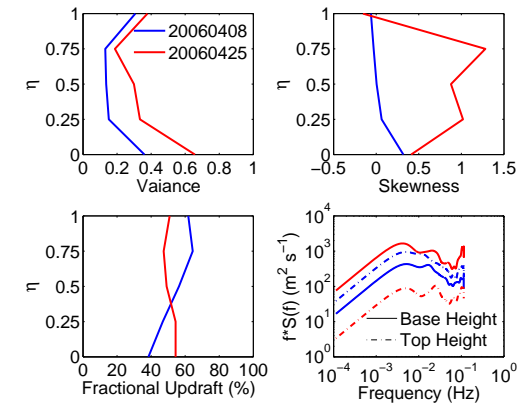 1
0.75
0.5
0.25
0
η
20060408
20060425
0 0.2 0.4 0.6 0.8 1
Vaiance
1
0.75
0.5
0.25
0
η
−0.5 0 0.5 1 1.5
Skewness
1
0.75
0.5
0.25
0
η
0 20 40 60 80 100
Fractional Updraft (%)
10^4
10^3
10^2
10^1
10^0
f*S(f) (m^2 s^−1)
Base Height
Top Height
10^−4 10^−3 10^−2 10^−1 10^0
Frequency (Hz)